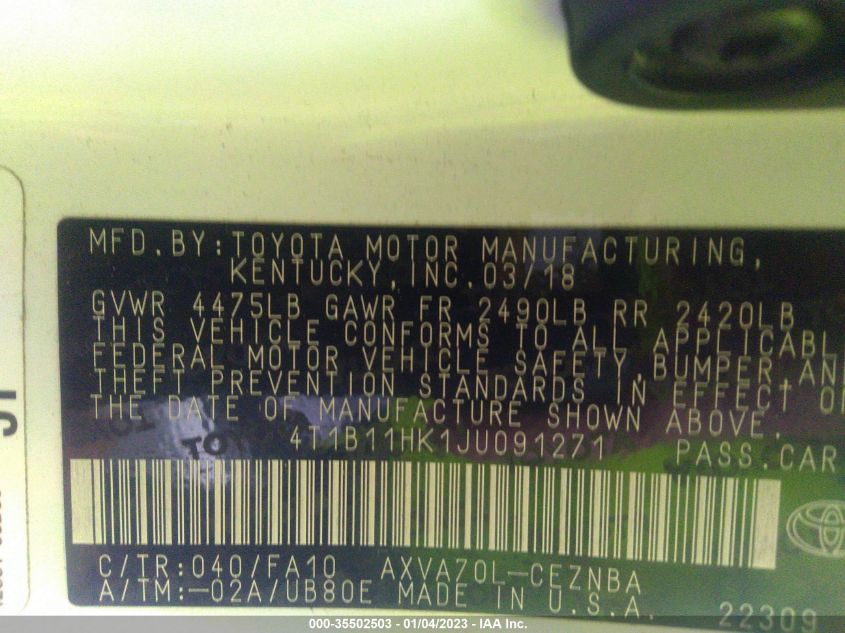 MFD.BY:TOYOTA MOTOR MANUFACTURING,
KENTUCKY,INC.03/18
GVWR 4475LB GAWR FR 2490LB RR 2420LB
THIS VEHICLE CONFORMS TO ALL APPLICABL
FEDERAL MOTOR VEHICLE SAFETY,BUMPER,AN
THEFT PREVENTION STANDARDS IN EFFECT O
THE DATE OF MANUFACTURE SHOWN ABOVE.
4T1B11HK1JU091271 PASS.CAR
C/TR:040/FA10 AXVA70L-CEZNBA
A/TM:-02A/UB80E MADE IN U.S.A.
22309
000-35502503 - 01/04/2023 - IAA Inc.